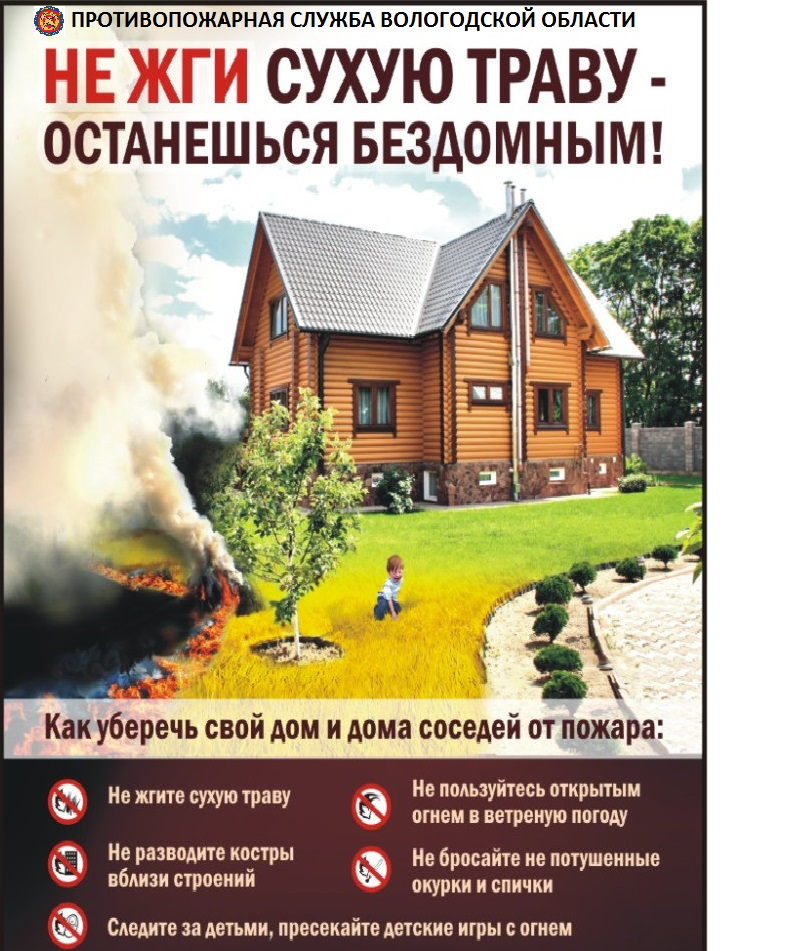 ПРОТИВОПОЖАРНАЯ СЛУЖБА ВОЛОГОДСКОЙ ОБЛАСТИ
НЕ ЖГИ СУХУЮ ТРАВУ -
ОСТАНЕШЬСЯ БЕЗДОМНЫМ!
Как уберечь свой дом и дома соседей от пожара:
Не жгите сухую траву
Не пользуйтесь открытым
огнем в ветреную погоду
Не разводите костры
вблизи строений
Не бросайте не потушенные
окурки и спички
Следите за детьми, пресекайте детские игры с огнем